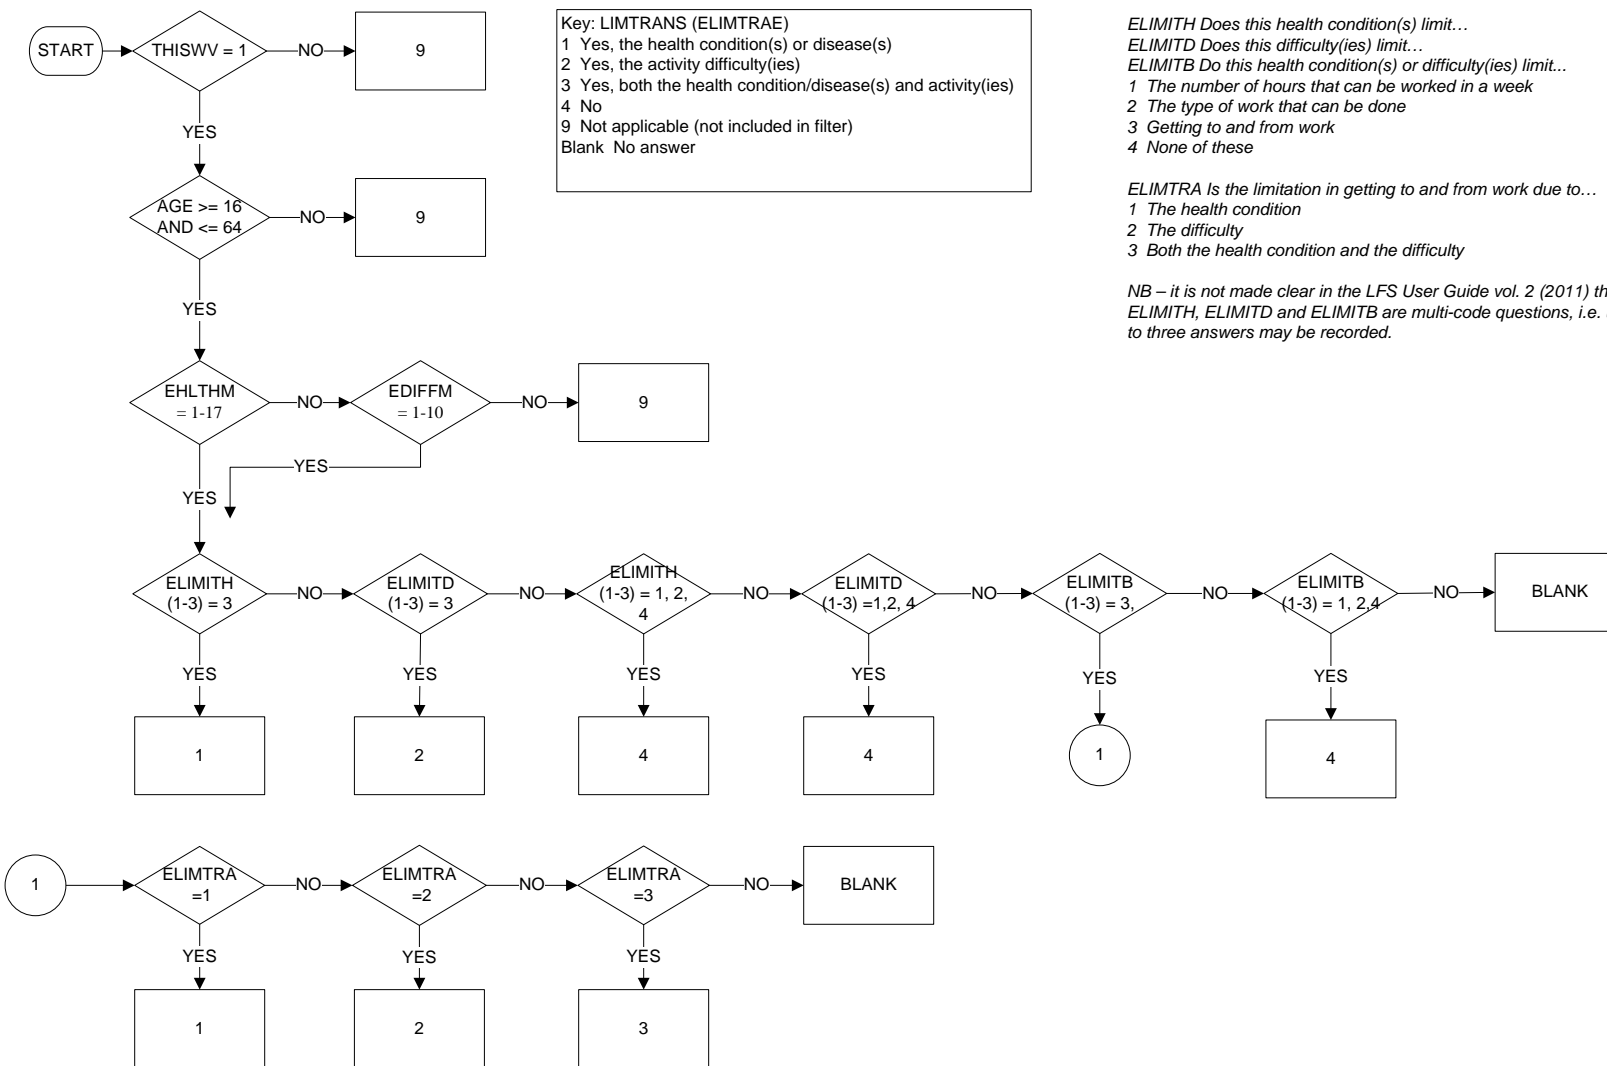 START
THISWV = 1
NO
9
YES
Key: LIMTRANS (ELIMTRAE)
1 Yes, the health condition(s) or disease(s)
2 Yes, the activity difficulty(ies)
3 Yes, both the health condition/disease(s) and activity(ies)
4 No
9 Not applicable (not included in filter)
Blank No answer
ELIMITH Does this health condition(s) limit…
ELIMITD Does this difficulty(ies) limit…
ELIMITB Do this health condition(s) or difficulty(ies) limit...
1 The number of hours that can be worked in a week
2 The type of work that can be done
3 Getting to and from work
4 None of these
ELIMTRA Is the limitation in getting to and from work due to…
1 The health condition
2 The difficulty
3 Both the health condition and the difficulty
NB – it is not made clear in the LFS User Guide vol. 2 (2011)
ELIMITH, ELIMITD and ELIMITB are multi-code questions, i.e.
to three answers may be recorded.
AGE >= 16
AND <= 64
NO
9
YES
EHLTHM
= 1-17
NO
EDIFFM
= 1-10
NO
9
YES
YES
ELIMITH
(1-3) = 3
NO
ELIMITD
(1-3) = 3
NO
ELIMITH
(1-3) = 1, 2,
4
NO
ELIMITD
(1-3) =1,2, 4
NO
ELIMITB
(1-3) = 3,
NO
ELIMITB
(1-3) = 1, 2,4
NO
BLANK
YES
YES
YES
YES
YES
YES
1
2
4
4
1
4
1
ELIMTRA
=1
NO
ELIMTRA
=2
NO
ELIMTRA
=3
NO
BLANK
YES
YES
YES
1
2
3